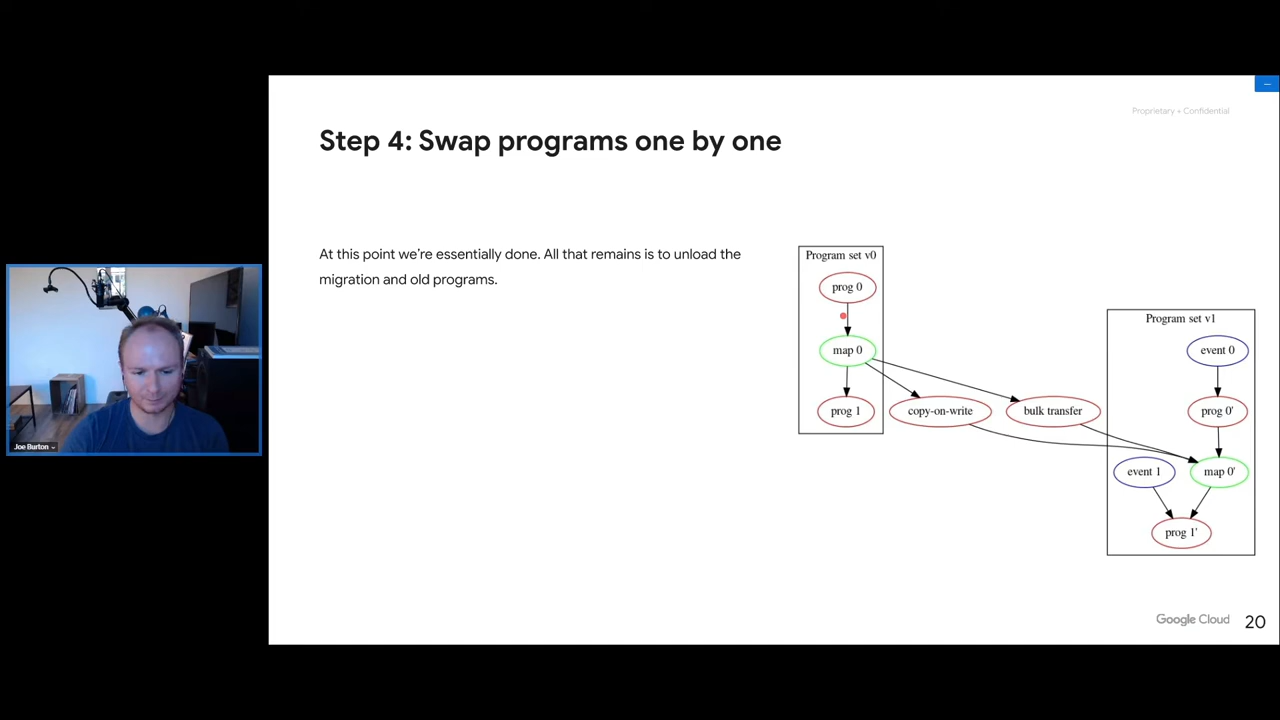 Proprietary + Confidential
Step 4: Swap programs one by one
At this point we’re essentially done. All that remains is to unload the
migration and old programs.
Program set v0
prog 0
map 0
prog 1
copy-on-write
bulk transfer
Program set v1
event 0
prog 0'
event 1
map 0'
prog 1'
Joe Burton
Google Cloud
20